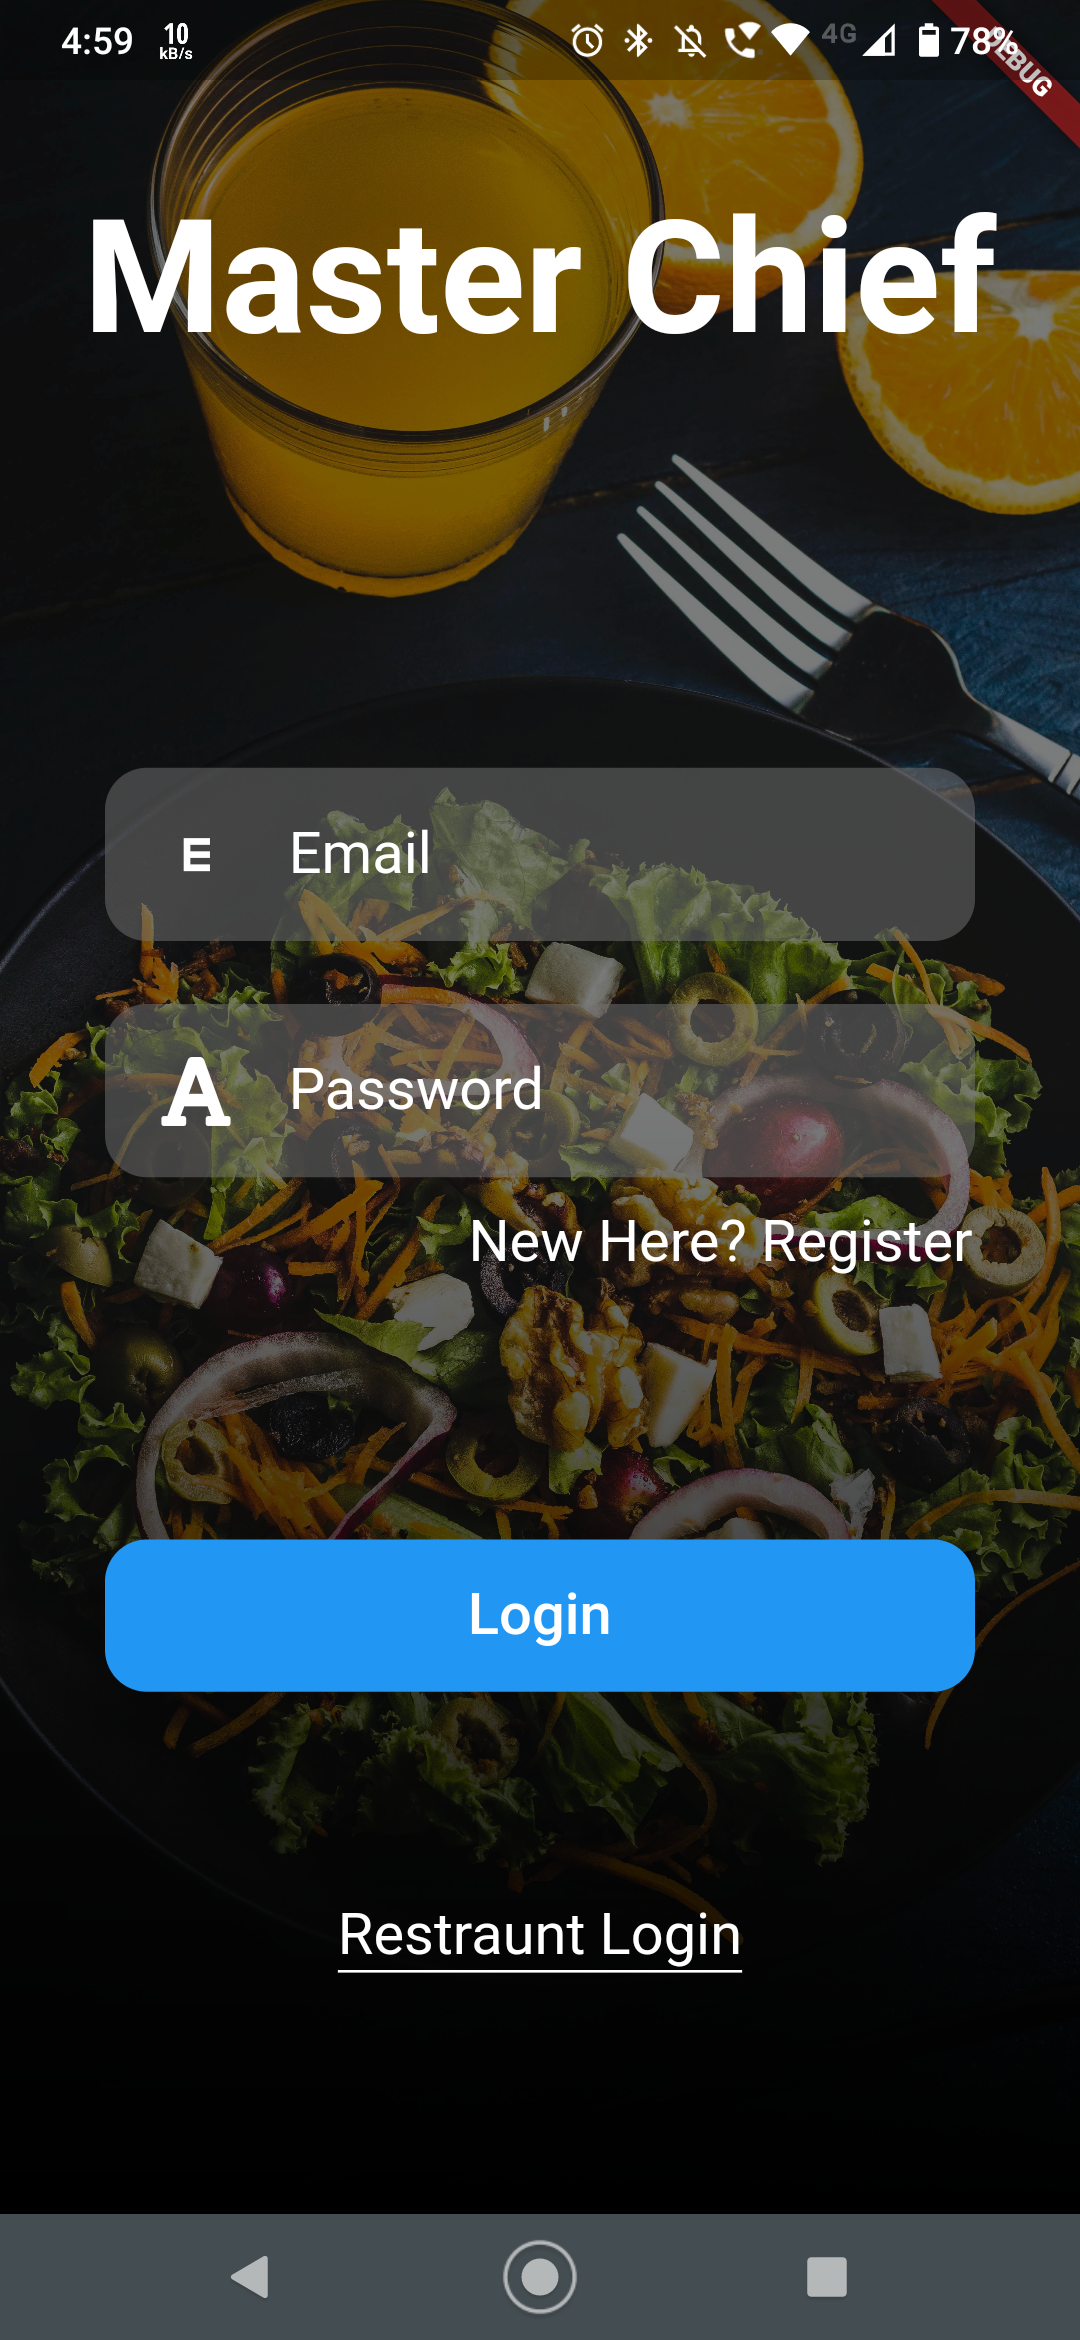 4:59 10 kB/s 4G 78%
DEBUG
Master Chief
E Email
A Password
New Here? Register
Login
Restraunt Login